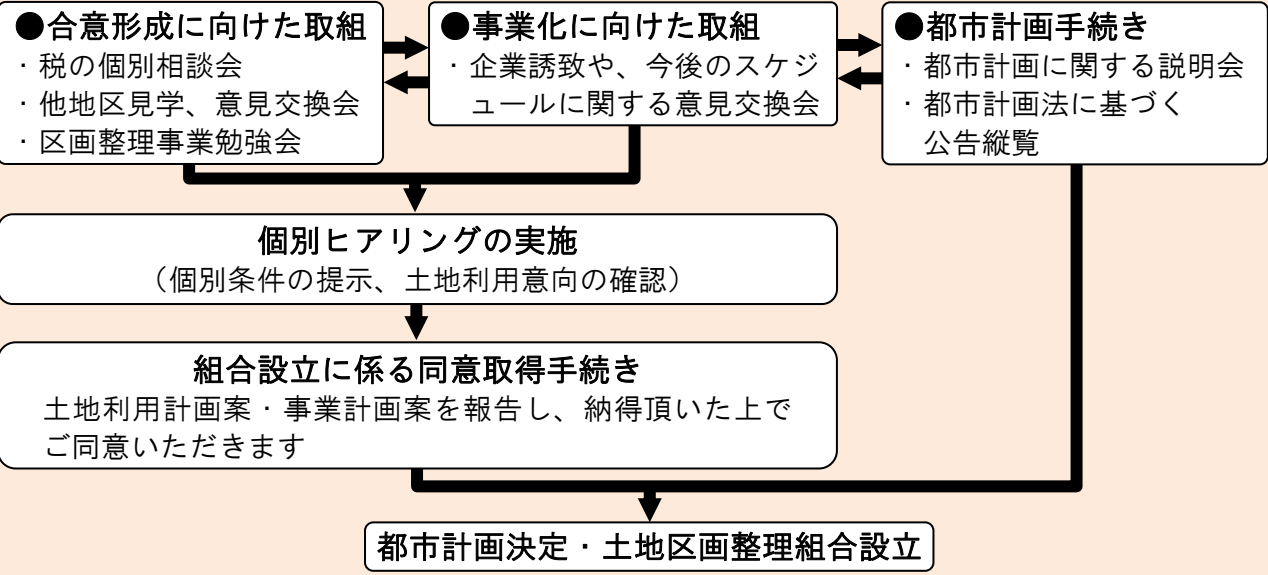 ●合意形成に向けた取組
・税の個別相談会
・他地区見学、意見交換会
・区画整理事業勉強会
●事業化に向けた取組
・企業誘致や、今後のスケジ
ュールに関する意見交換会
●都市計画手続き
・都市計画に関する説明会
・都市計画法に基づく
公告縦覧
個別ヒアリングの実施
（個別条件の提示、土地利用意向の確認）
組合設立に係る同意取得手続き
土地利用計画案・事業計画案を報告し、納得頂いた上で
ご同意いただきます
都市計画決定・土地区画整理組合設立